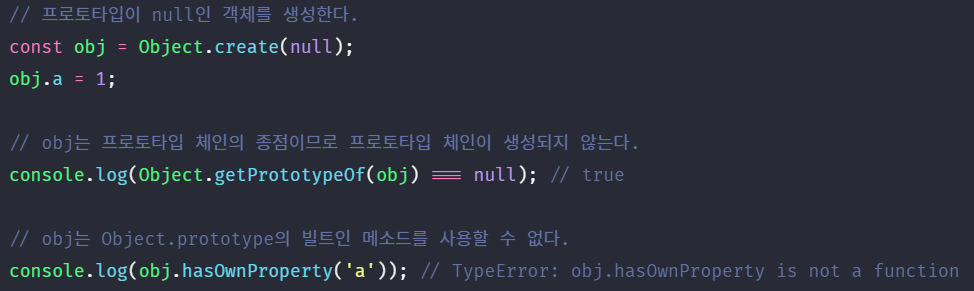 // 프로토타입이 null인 객체를 생성한다.
const obj = Object.create(null);
obj.a = 1;
// obj는 프로토타입 체인의 종점이므로 프로토타입 체인이 생성되지 않는다.
console.log(Object.getPrototypeOf(obj) === null); // true
// obj는 Object.prototype의 빌트인 메소드를 사용할 수 없다.
console.log(obj.hasOwnProperty('a')); // TypeError: obj.hasOwnProperty is not a function